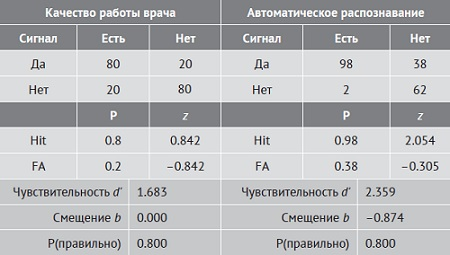 Качество работы врача Автоматическое распознавание
Сигнал Есть Нет Сигнал Есть Нет
Да 80 20 Да 98 38
Нет 20 80 Нет 2 62
P z P z
Hit 0.8 0.842 Hit 0.98 2.054
FA 0.2 –0.842 FA 0.38 –0.305
Чувствительность d' 1.683 Чувствительность d' 2.359
Смещение b 0.000 Смещение b –0.874
P(правильно) 0.800 P(правильно) 0.800